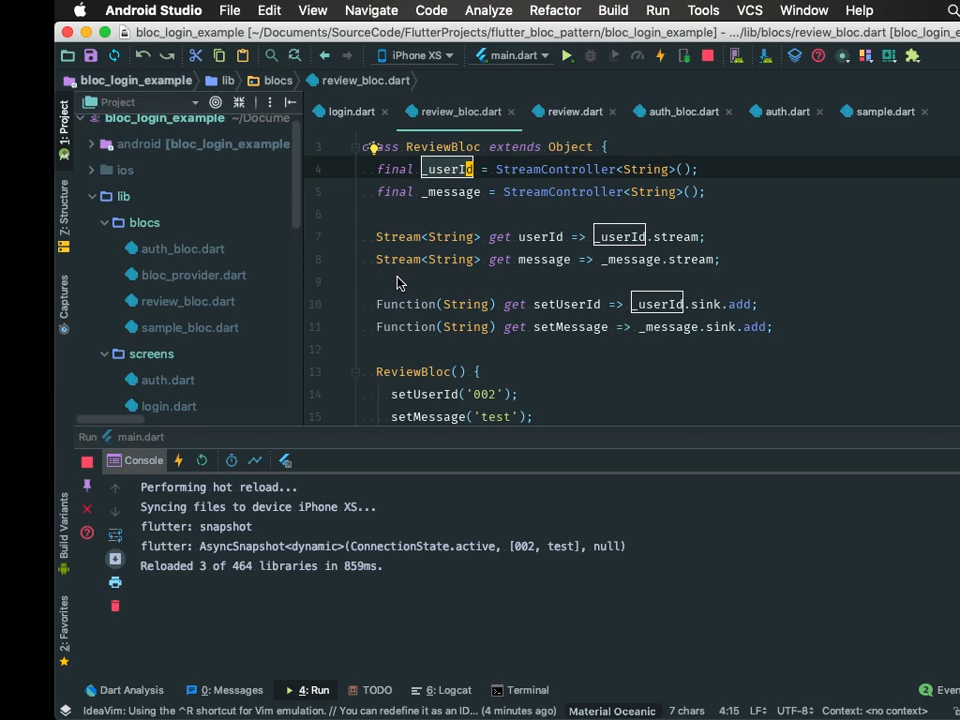 Android Studio File Edit View Navigate Code Analyze Refactor Build Run Tools VCS Window Help
bloc_login_example [~/Documents/SourceCode/FlutterProjects/flutter_bloc_pattern/bloc_login_example] - .../lib/blocs/review_bloc.dart [bloc_login_ex
iPhone XS main.dart
bloc_login_example lib blocs review_bloc.dart
Project
login.dart review_bloc.dart review.dart auth_bloc.dart auth.dart sample.dart
bloc_login_example ~/Docume
android [bloc_login_example
ios
lib
blocs
auth_bloc.dart
bloc_provider.dart
review_bloc.dart
sample_bloc.dart
screens
auth.dart
login.dart
1: Project
Z: Structure
Captures
Build Variants
2: Favorites
3 class ReviewBloc extends Object {
4 final _userId = StreamController<String>();
5 final _message = StreamController<String>();
6
7 Stream<String> get userId => _userId.stream;
8 Stream<String> get message => _message.stream;
9
10 Function(String) get setUserId => _userId.sink.add;
11 Function(String) get setMessage => _message.sink.add;
12
13 ReviewBloc() {
14 setUserId('002');
15 setMessage('test');
Run main.dart
Console
Performing hot reload...
Syncing files to device iPhone XS...
flutter: snapshot
flutter: AsyncSnapshot<dynamic>(ConnectionState.active, [002, test], null)
Reloaded 3 of 464 libraries in 859ms.
Dart Analysis 0: Messages 4: Run TODO 6: Logcat Terminal 2 Even
IdeaVim: Using the ^R shortcut for Vim emulation. // You can redefine it as an ID... (4 minutes ago) Material Oceanic 7 chars 4:15 LF UTF-8 Context: <no context>